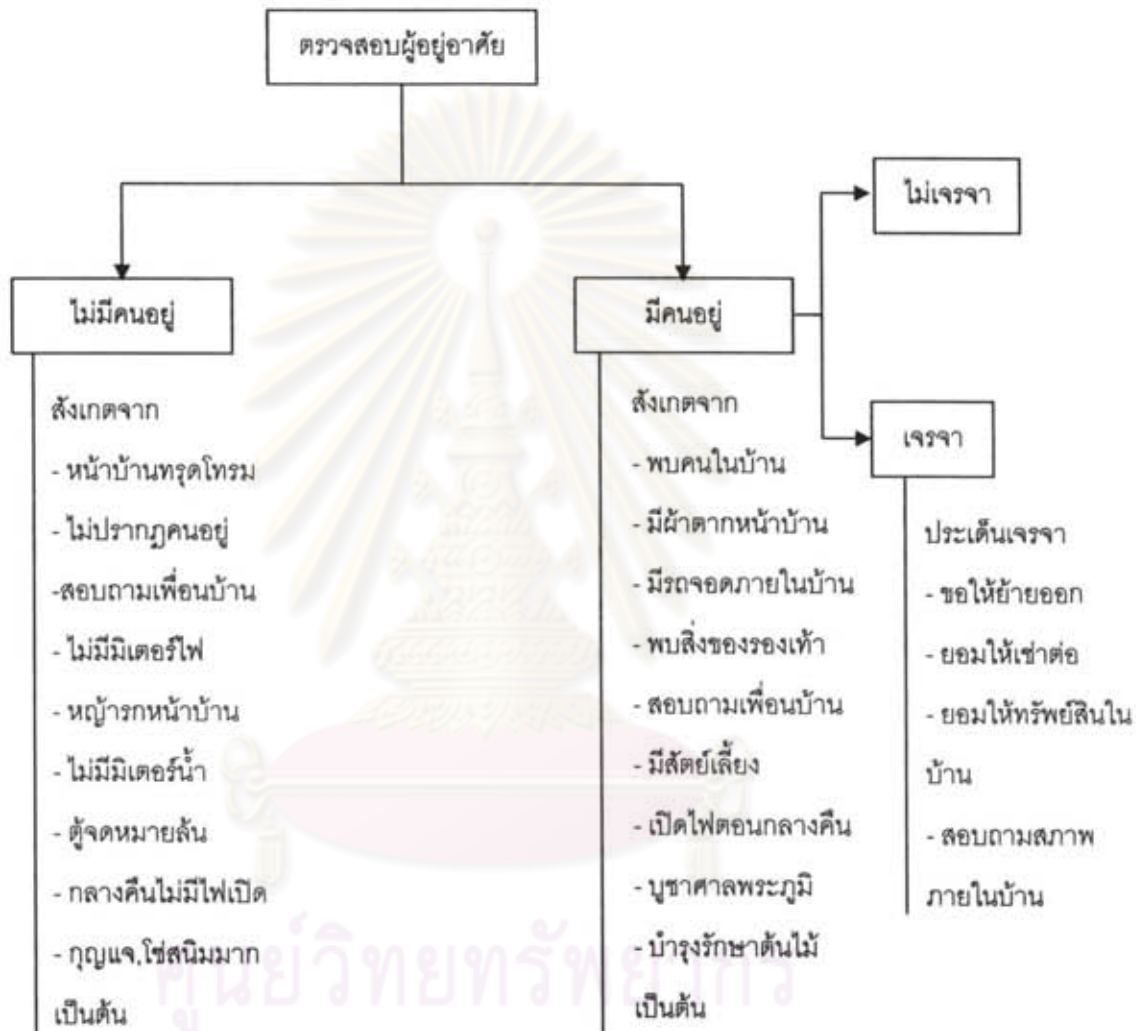 ตรวจสอบผู้อยู่อาศัย
ไม่เจรจา
ไม่มีคนอยู่
มีคนอยู่
สังเกตจาก
- หน้าบ้านทรุดโทรม
- ไม่ปรากฏคนอยู่
-สอบถามเพื่อนบ้าน
- ไม่มีมิเตอร์ไฟ
- หญ้ารกหน้าบ้าน
- ไม่มีมิเตอร์น้ำ
- ตู้จดหมายล้น
- กลางคืนไม่มีไฟเปิด
- กุญแจ,โซ่สนิมมาก
เป็นต้น
สังเกตจาก
- พบคนในบ้าน
- มีผ้าตากหน้าบ้าน
- มีรถจอดภายในบ้าน
- พบสิ่งของรองเท้า
- สอบถามเพื่อนบ้าน
- มีสัตย์เลี้ยง
- เปิดไฟตอนกลางคืน
- บูชาศาลพระภูมิ
- บำรุงรักษาต้นไม้
เป็นต้น
เจรจา
ประเด็นเจรจา
- ขอให้ย้ายออก
- ยอมให้เช่าต่อ
- ยอมให้ทรัพย์สินใน
บ้าน
- สอบถามสภาพ
ภายในบ้าน
ศูนย์วิทยทรัพยากร